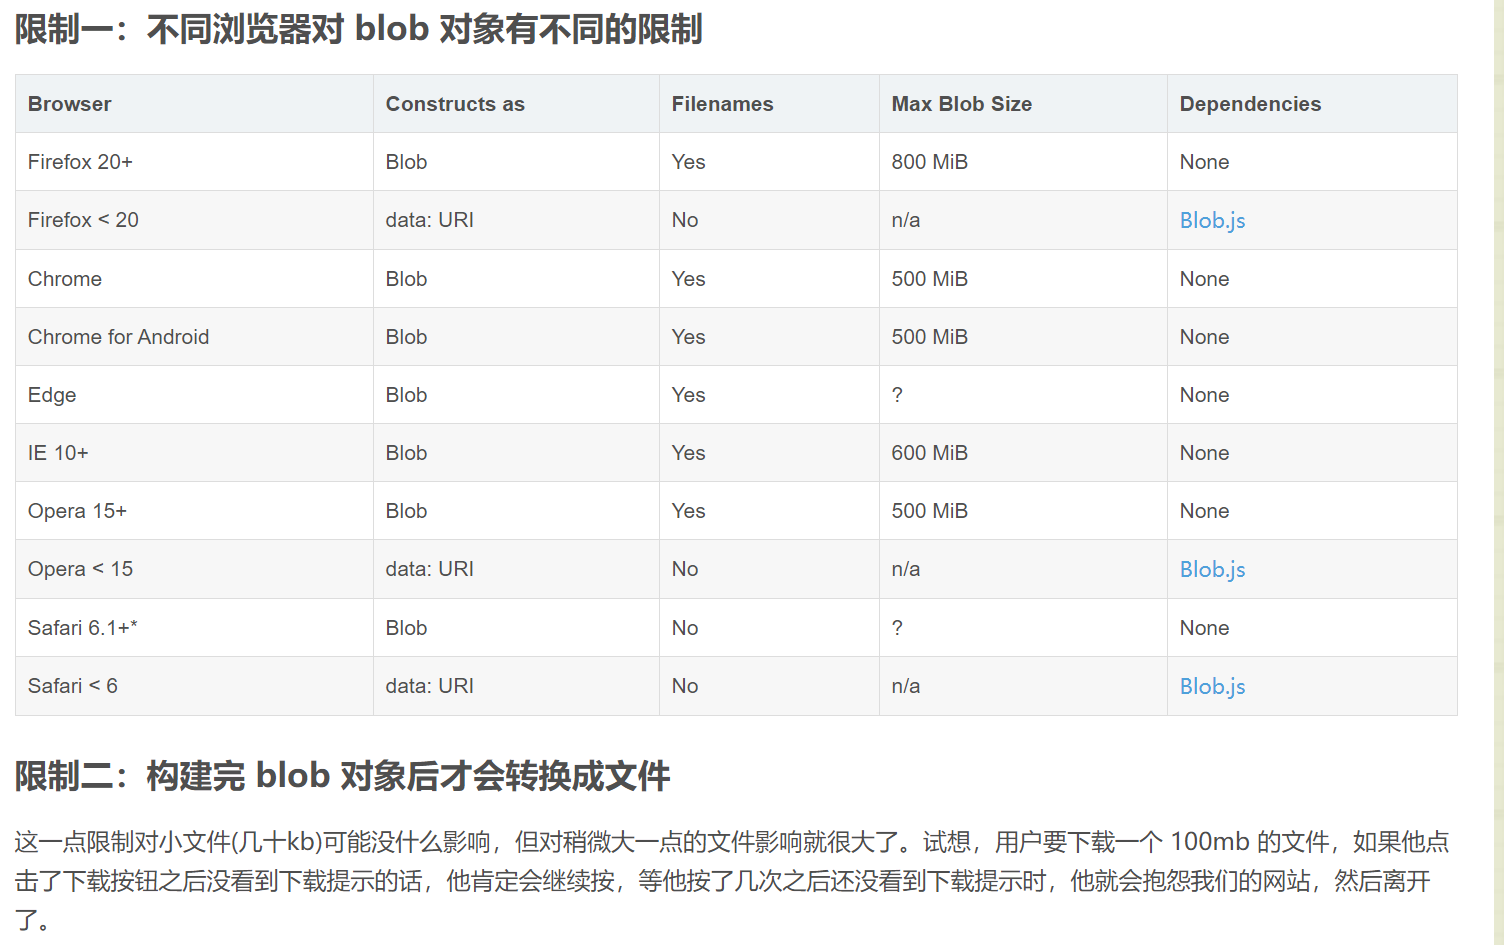 限制一：不同浏览器对 blob 对象有不同的限制
Browser Constructs as Filenames Max Blob Size Dependencies
Firefox 20+ Blob Yes 800 MiB None
Firefox < 20 data: URI No n/a Blob.js
Chrome Blob Yes 500 MiB None
Chrome for Android Blob Yes 500 MiB None
Edge Blob Yes ? None
IE 10+ Blob Yes 600 MiB None
Opera 15+ Blob Yes 500 MiB None
Opera < 15 data: URI No n/a Blob.js
Safari 6.1+* Blob No ? None
Safari < 6 data: URI No n/a Blob.js
限制二：构建完 blob 对象后才会转换成文件
这一点限制对小文件(几十kb)可能没什么影响，但对稍微大一点的文件影响就很大了。试想，用户要下载一个 100mb 的文件，如果他点
击了下载按钮之后没看到下载提示的话，他肯定会继续按，等他按了几次之后还没看到下载提示时，他就会抱怨我们的网站，然后离开
了。